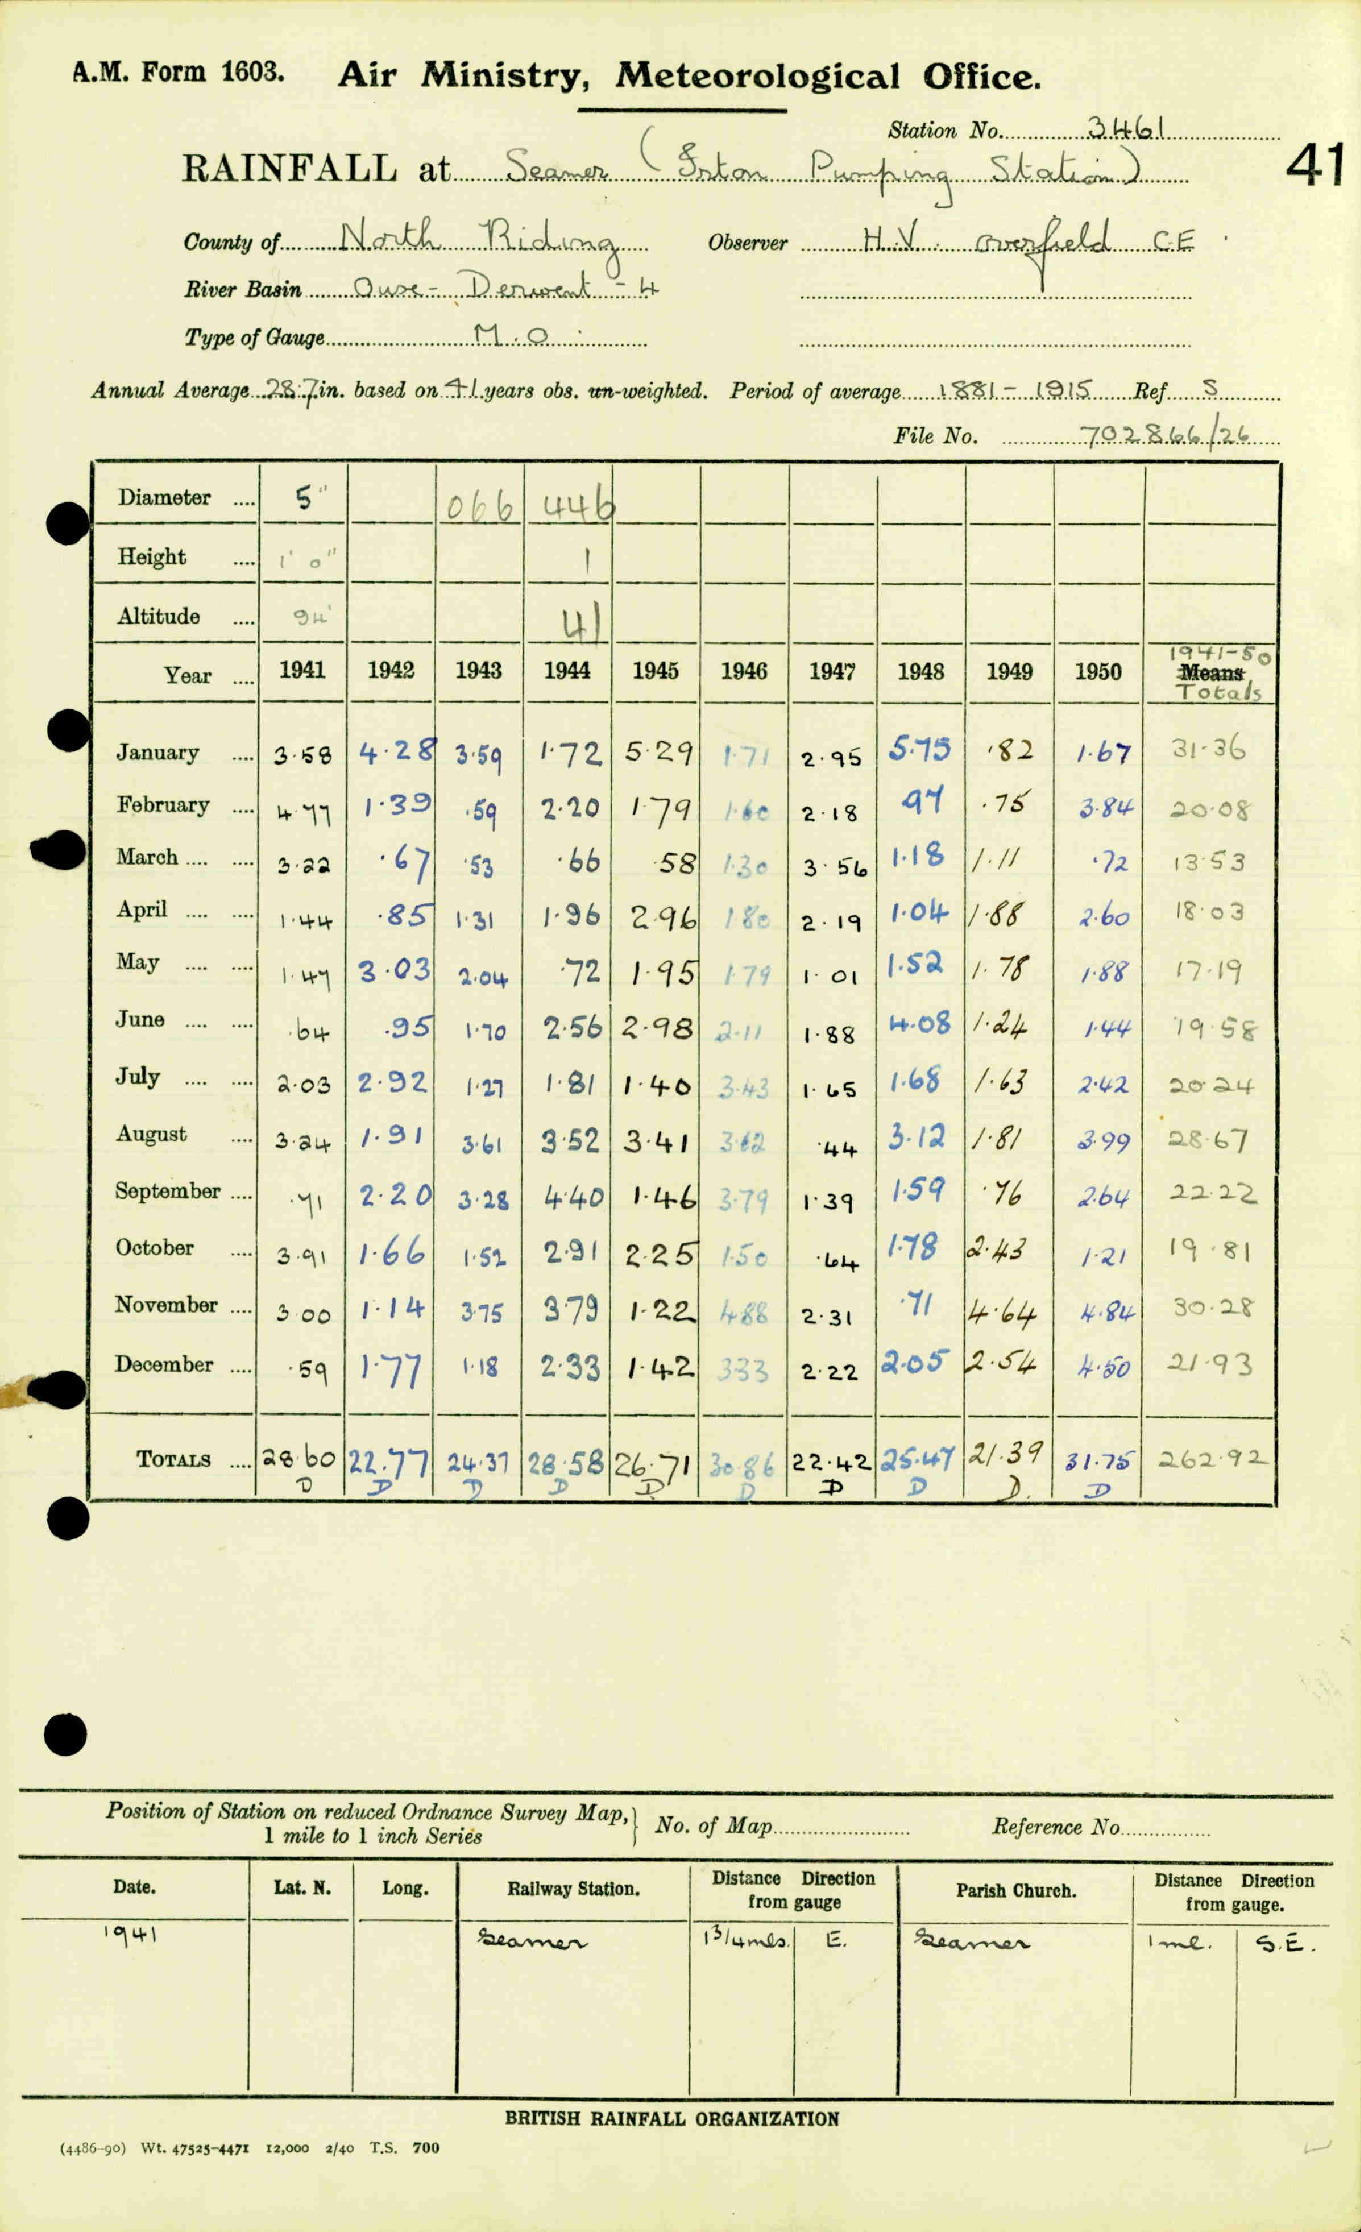 A.M. Form 1603. Air Ministry, Meteorological Office.
Station No. 3461
41
RAINFALL at Seamer (Irton Pumping Station)
County of North Riding Observer H.V. Overfield C.E.
River Basin Ouse - Derwent - 4
Type of Gauge M.O.
Annual Average 28.7 in. based on 41 years obs. un-weighted. Period of average 1881 - 1915 Ref. S
File No. 702866/26
Diameter .... 5" 066 446
Height .... 1' 0" 1
Altitude .... 94' 41
Year .... 1941 1942 1943 1944 1945 1946 1947 1948 1949 1950 1941-50 Means Totals
January .... 3.58 4.28 3.59 1.72 5.29 1.71 2.95 5.75 .82 1.67 31.36
February .... 4.77 1.39 .59 2.20 1.79 1.60 2.18 .97 .75 3.84 20.08
March .... .... 3.22 .67 .53 .66 .58 1.30 3.56 1.18 1.11 .72 13.53
April .... .... 1.44 .85 1.31 1.96 2.96 1.80 2.19 1.04 1.88 2.60 18.03
May .... .... 1.47 3.03 2.04 .72 1.95 1.79 1.01 1.52 1.78 1.88 17.19
June .... .... .64 .95 1.70 2.56 2.98 2.11 1.88 4.08 1.24 1.44 19.58
July .... .... 2.03 2.92 1.27 1.81 1.40 3.43 1.65 1.68 1.63 2.42 20.24
August .... 3.24 1.91 3.61 3.52 3.41 3.62 .44 3.12 1.81 3.99 28.67
September .... .71 2.20 3.28 4.40 1.46 3.79 1.39 1.59 .76 2.64 22.22
October .... 3.91 1.66 1.52 2.91 2.25 1.50 .64 1.78 2.43 1.21 19.81
November .... 3.00 1.14 3.75 3.79 1.22 4.88 2.31 .71 4.64 4.84 30.28
December .... .59 1.77 1.18 2.33 1.42 3.33 2.22 2.05 2.54 4.50 21.93
TOTALS .... 28.60 22.77 24.37 28.58 26.71 30.86 22.42 25.47 21.39 31.75 262.92
D D D D D D D D D. D
Position of Station on reduced Ordnance Survey Map, 1 mile to 1 inch Series } No. of Map Reference No.
Date. Lat. N. Long. Railway Station. Distance Direction from gauge Parish Church. Distance Direction from gauge.
1941 Seamer 1 3/4 mls. E. Seamer 1 ml. S.E.
BRITISH RAINFALL ORGANIZATION
(4486-90) Wt. 47525-4471 12,000 2/40 T.S. 700